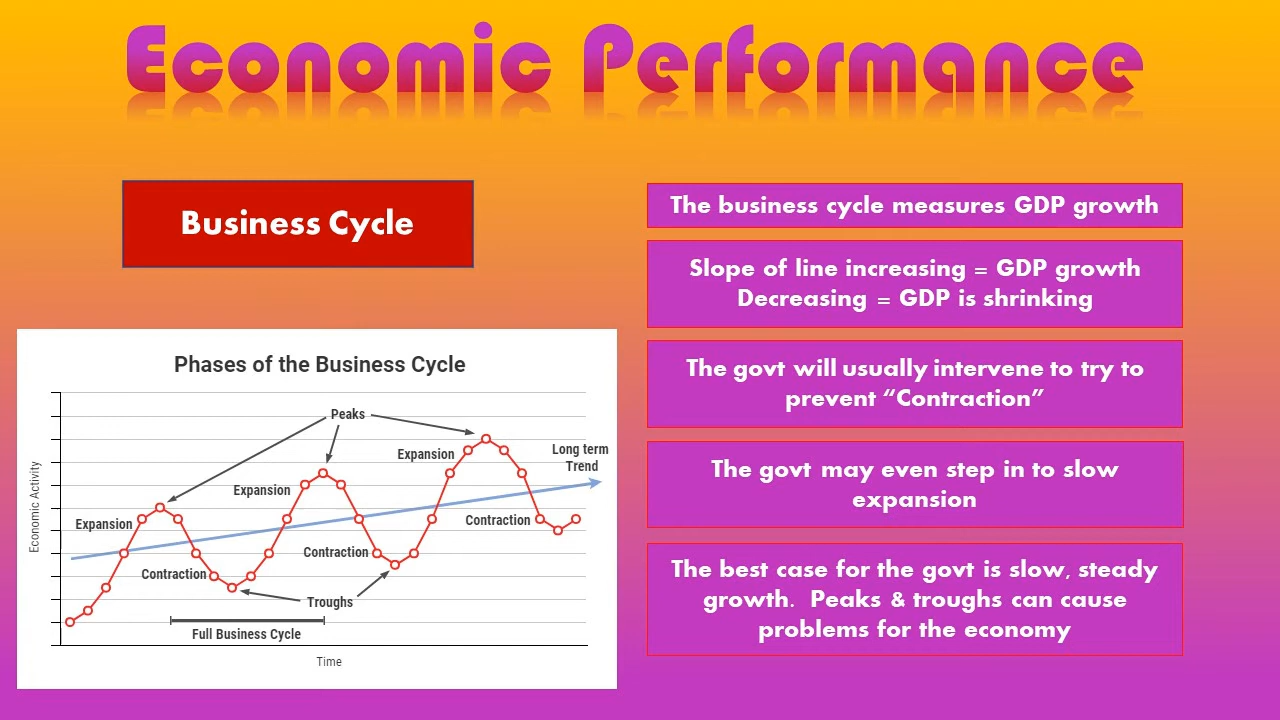 Economic Performance
Business Cycle
The business cycle measures GDP growth
Slope of line increasing = GDP growth
Decreasing = GDP is shrinking
The govt will usually intervene to try to
prevent “Contraction”
The govt may even step in to slow
expansion
The best case for the govt is slow, steady
growth.  Peaks & troughs can cause
problems for the economy
Phases of the Business Cycle
Peaks
Expansion
Long term
Trend
Expansion
Expansion
Contraction
Contraction
Contraction
Troughs
Full Business Cycle
Economic Activity
Time